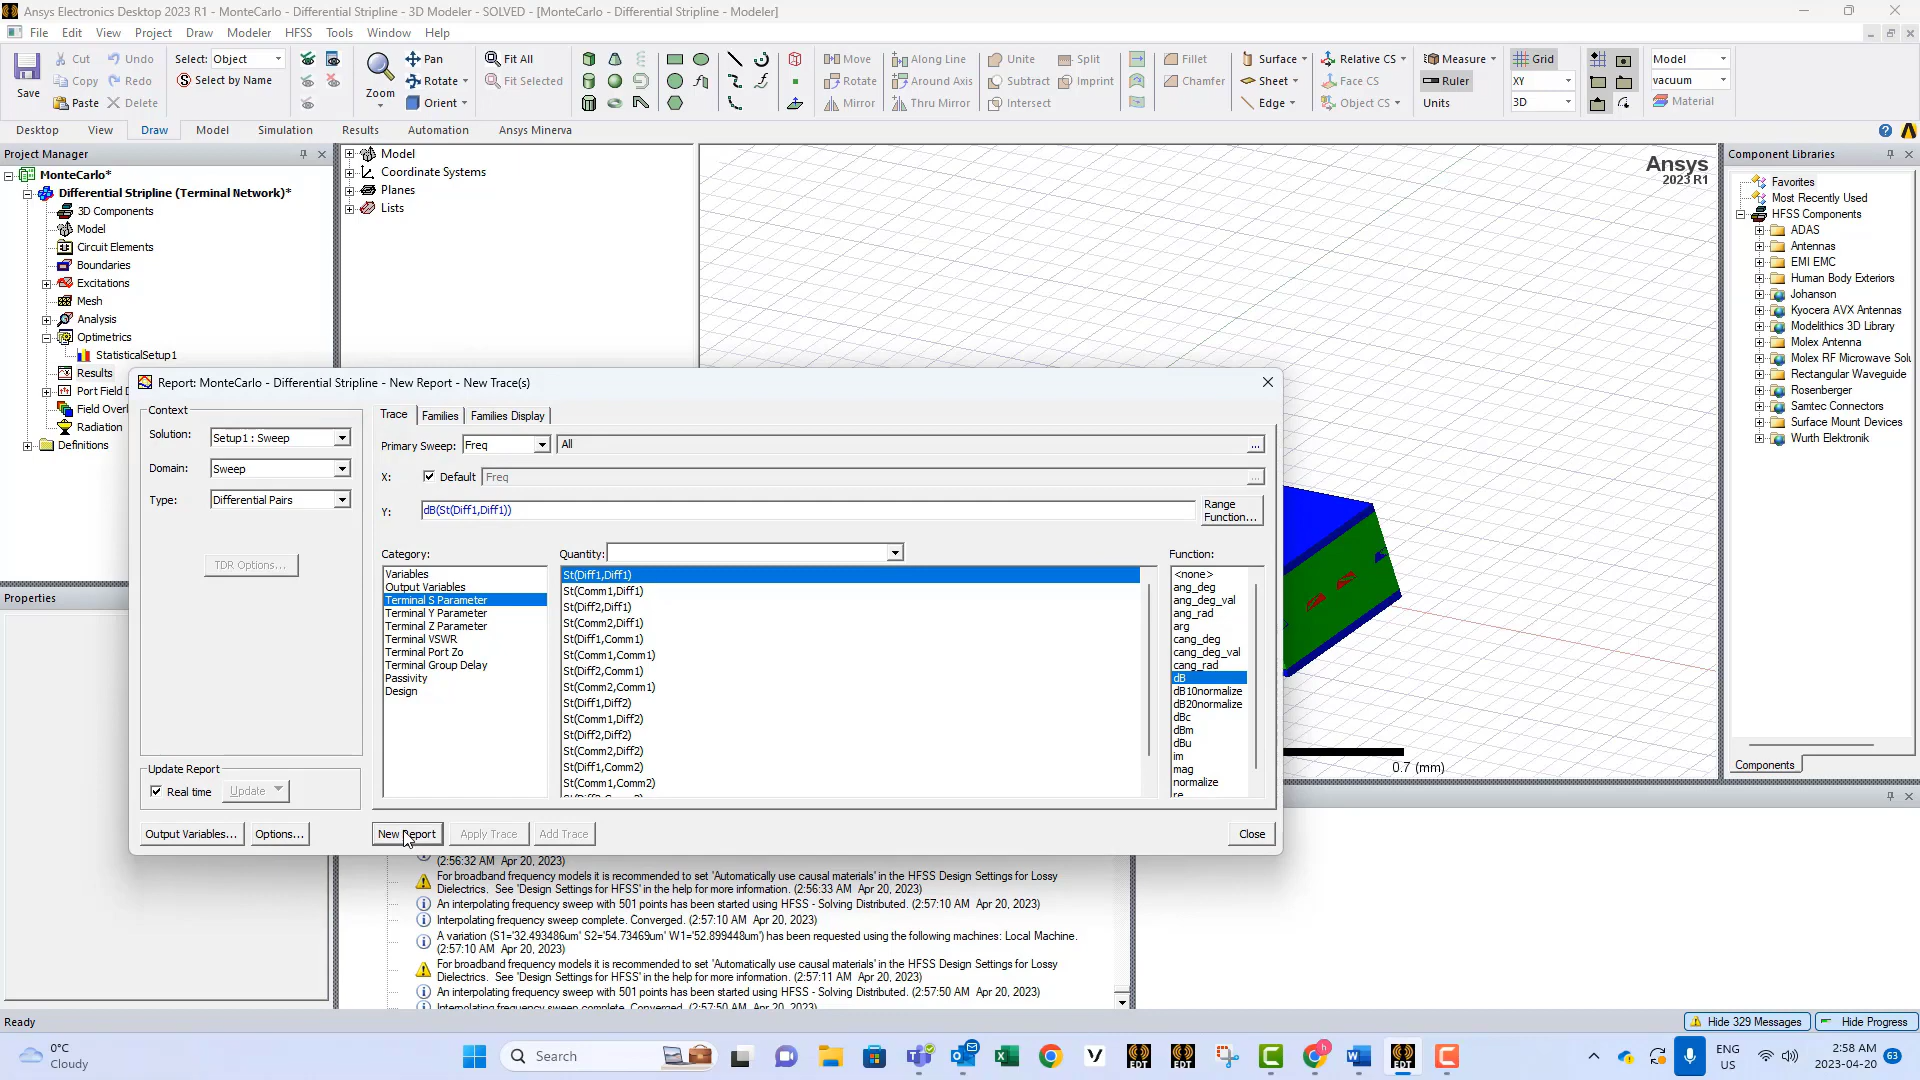 Ansys Electronics Desktop 2023 R1 - MonteCarlo - Differential Stripline - 3D Modeler - SOLVED - [MonteCarlo - Differential Stripline - Modeler]
File Edit View Project Draw Modeler HFSS Tools Window Help
Save
Cut Undo
Copy Redo
Paste Delete
Select: Object
Select by Name
Zoom
Pan
Rotate
Orient
Fit All
Fit Selected
Move Along Line
Rotate Around Axis
Mirror Thru Mirror
Unite Split
Subtract Imprint
Intersect
Fillet
Chamfer
Surface
Sheet
Edge
Relative CS
Face CS
Object CS
Measure
Ruler
Units
Grid
XY
3D
Model
vacuum
Material
Desktop View Draw Model Simulation Results Automation Ansys Minerva
Project Manager
MonteCarlo*
Differential Stripline (Terminal Network)*
3D Components
Model
Circuit Elements
Boundaries
Excitations
Mesh
Analysis
Optimetrics
StatisticalSetup1
Results
Port Field D
Field Overl
Radiation
Definitions
Properties
Model
Coordinate Systems
Planes
Lists
Ansys
2023 R1
0.7 (mm)
Component Libraries
Favorites
Most Recently Used
HFSS Components
ADAS
Antennas
EMI EMC
Human Body Exteriors
Johanson
Kyocera AVX Antennas
Modelithics 3D Library
Molex Antenna
Molex RF Microwave Solu
Rectangular Waveguide
Rosenberger
Samtec Connectors
Surface Mount Devices
Wurth Elektronik
Components
Report: MonteCarlo - Differential Stripline - New Report - New Trace(s)
Context
Solution: Setup1 : Sweep
Domain: Sweep
Type: Differential Pairs
TDR Options...
Update Report
Real time Update
Output Variables... Options...
Trace Families Families Display
Primary Sweep: Freq All ...
X: Default Freq ...
Y: dB(St(Diff1,Diff1))
Range
Function...
Category: Quantity: Function:
Variables
Output Variables
Terminal S Parameter
Terminal Y Parameter
Terminal Z Parameter
Terminal VSWR
Terminal Port Zo
Terminal Group Delay
Passivity
Design
St(Diff1,Diff1)
St(Comm1,Diff1)
St(Diff2,Diff1)
St(Comm2,Diff1)
St(Diff1,Comm1)
St(Comm1,Comm1)
St(Diff2,Comm1)
St(Comm2,Comm1)
St(Diff1,Diff2)
St(Comm1,Diff2)
St(Diff2,Diff2)
St(Comm2,Diff2)
St(Diff1,Comm2)
St(Comm1,Comm2)
<none>
ang_deg
ang_deg_val
ang_rad
arg
cang_deg
cang_deg_val
cang_rad
dB
dB10normalize
dB20normalize
dBc
dBm
dBu
im
mag
normalize
re
New Report Apply Trace Add Trace Close
(2:56:32 AM Apr 20, 2023)
For broadband frequency models it is recommended to set 'Automatically use causal materials' in the HFSS Design Settings for Lossy
Dielectrics. See 'Design Settings for HFSS' in the help for more information. (2:56:33 AM Apr 20, 2023)
An interpolating frequency sweep with 501 points has been started using HFSS - Solving Distributed. (2:57:10 AM Apr 20, 2023)
Interpolating frequency sweep complete. Converged. (2:57:10 AM Apr 20, 2023)
A variation (S1='32.493486um' S2='54.73469um' W1='52.899448um') has been requested using the following machines: Local Machine.
(2:57:10 AM Apr 20, 2023)
For broadband frequency models it is recommended to set 'Automatically use causal materials' in the HFSS Design Settings for Lossy
Dielectrics. See 'Design Settings for HFSS' in the help for more information. (2:57:11 AM Apr 20, 2023)
An interpolating frequency sweep with 501 points has been started using HFSS - Solving Distributed. (2:57:50 AM Apr 20, 2023)
Interpolating frequency sweep complete. Converged. (2:57:50 AM Apr 20, 2023)
Ready
Hide 329 Messages Hide Progress
0°C
Cloudy
Search
EDT
EDT
EDT
ENG
US
2:58 AM
2023-04-20
63